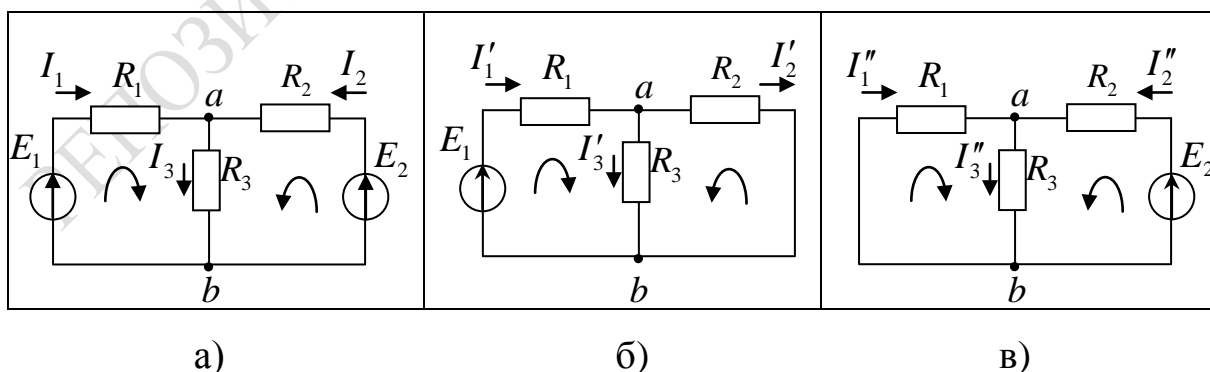 РЕПОЗИ
I₁ R₁ a R₂ I₂
E₁ I₃ R₃ E₂
b
а)
I′₁ R₁ a R₂ I′₂
E₁ I′₃ R₃
b
б)
I″₁ R₁ a R₂ I″₂
I″₃ R₃ E₂
b
в)